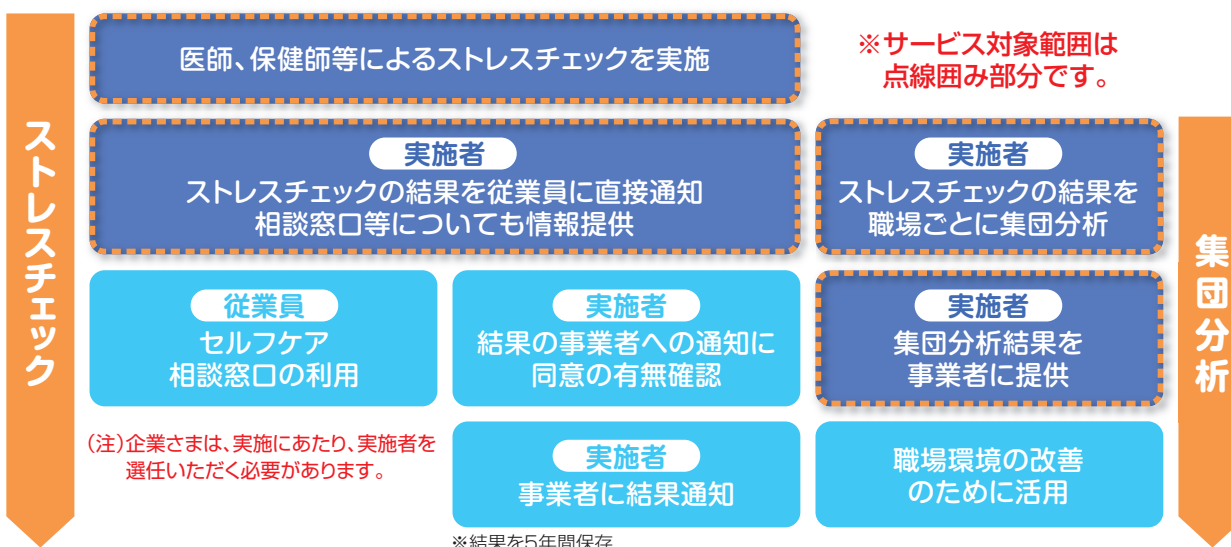 ストレスチェック
医師、保健師等によるストレスチェックを実施
※サービス対象範囲は
点線囲み部分です。
実施者
ストレスチェックの結果を従業員に直接通知
相談窓口等についても情報提供
実施者
ストレスチェックの結果を
職場ごとに集団分析
集団分析
従業員
セルフケア
相談窓口の利用
実施者
結果の事業者への通知に
同意の有無確認
実施者
集団分析結果を
事業者に提供
(注)企業さまは、実施にあたり、実施者を
選任いただく必要があります。
実施者
事業者に結果通知
職場環境の改善
のために活用
※結果を5年間保存